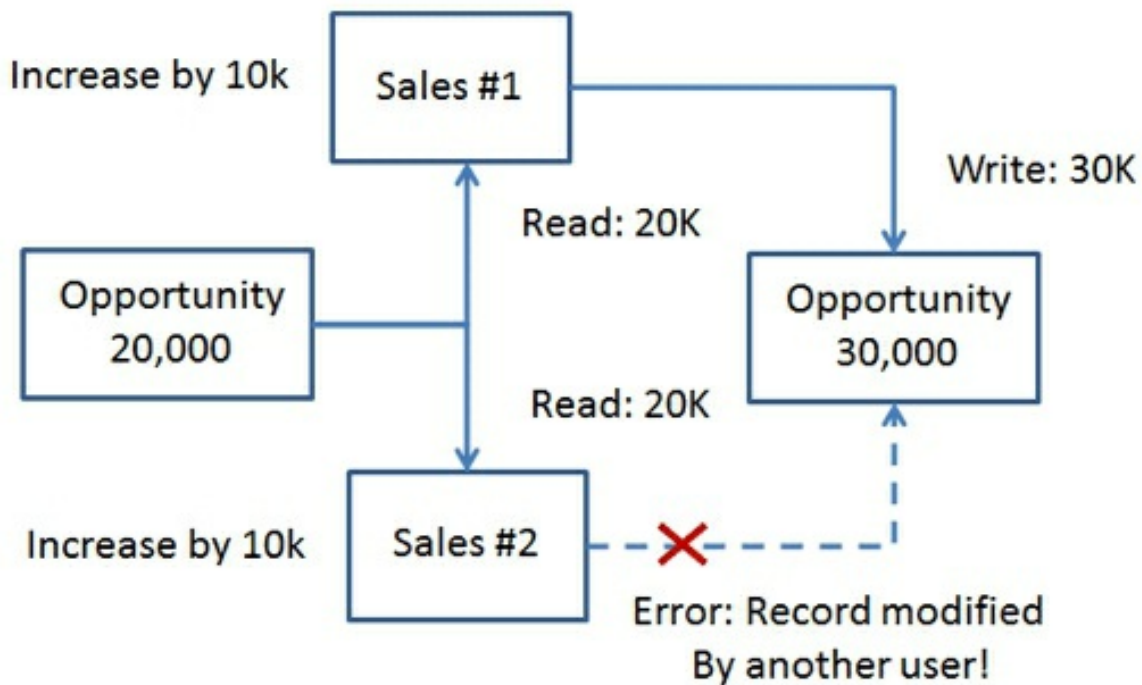 Increase by 10k
Sales #1
Write: 30K
Read: 20K
Opportunity
20,000
Opportunity
30,000
Read: 20K
Increase by 10k
Sales #2
Error: Record modified
By another user!